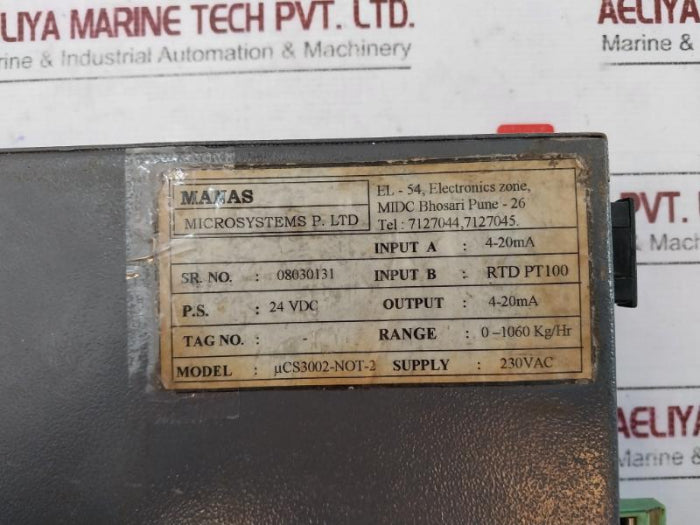 AELIYA MARINE TECH PVT. LTD.
Marine & Industrial Automation & Machinery
AELIYA
Marine &
MANAS
MICROSYSTEMS P. LTD
EL - 54, Electronics zone,
MIDC Bhosari Pune - 26
Tel : 7127044,7127045.
INPUT A : 4-20mA
SR. NO. : 08030131 INPUT B : RTD PT100
P.S. : 24 VDC OUTPUT : 4-20mA
TAG NO. : - RANGE : 0 –1060 Kg/Hr
MODEL : µCS3002-NOT-2 SUPPLY : 230VAC
PVT.
& Mach
AELIYA
Marine &